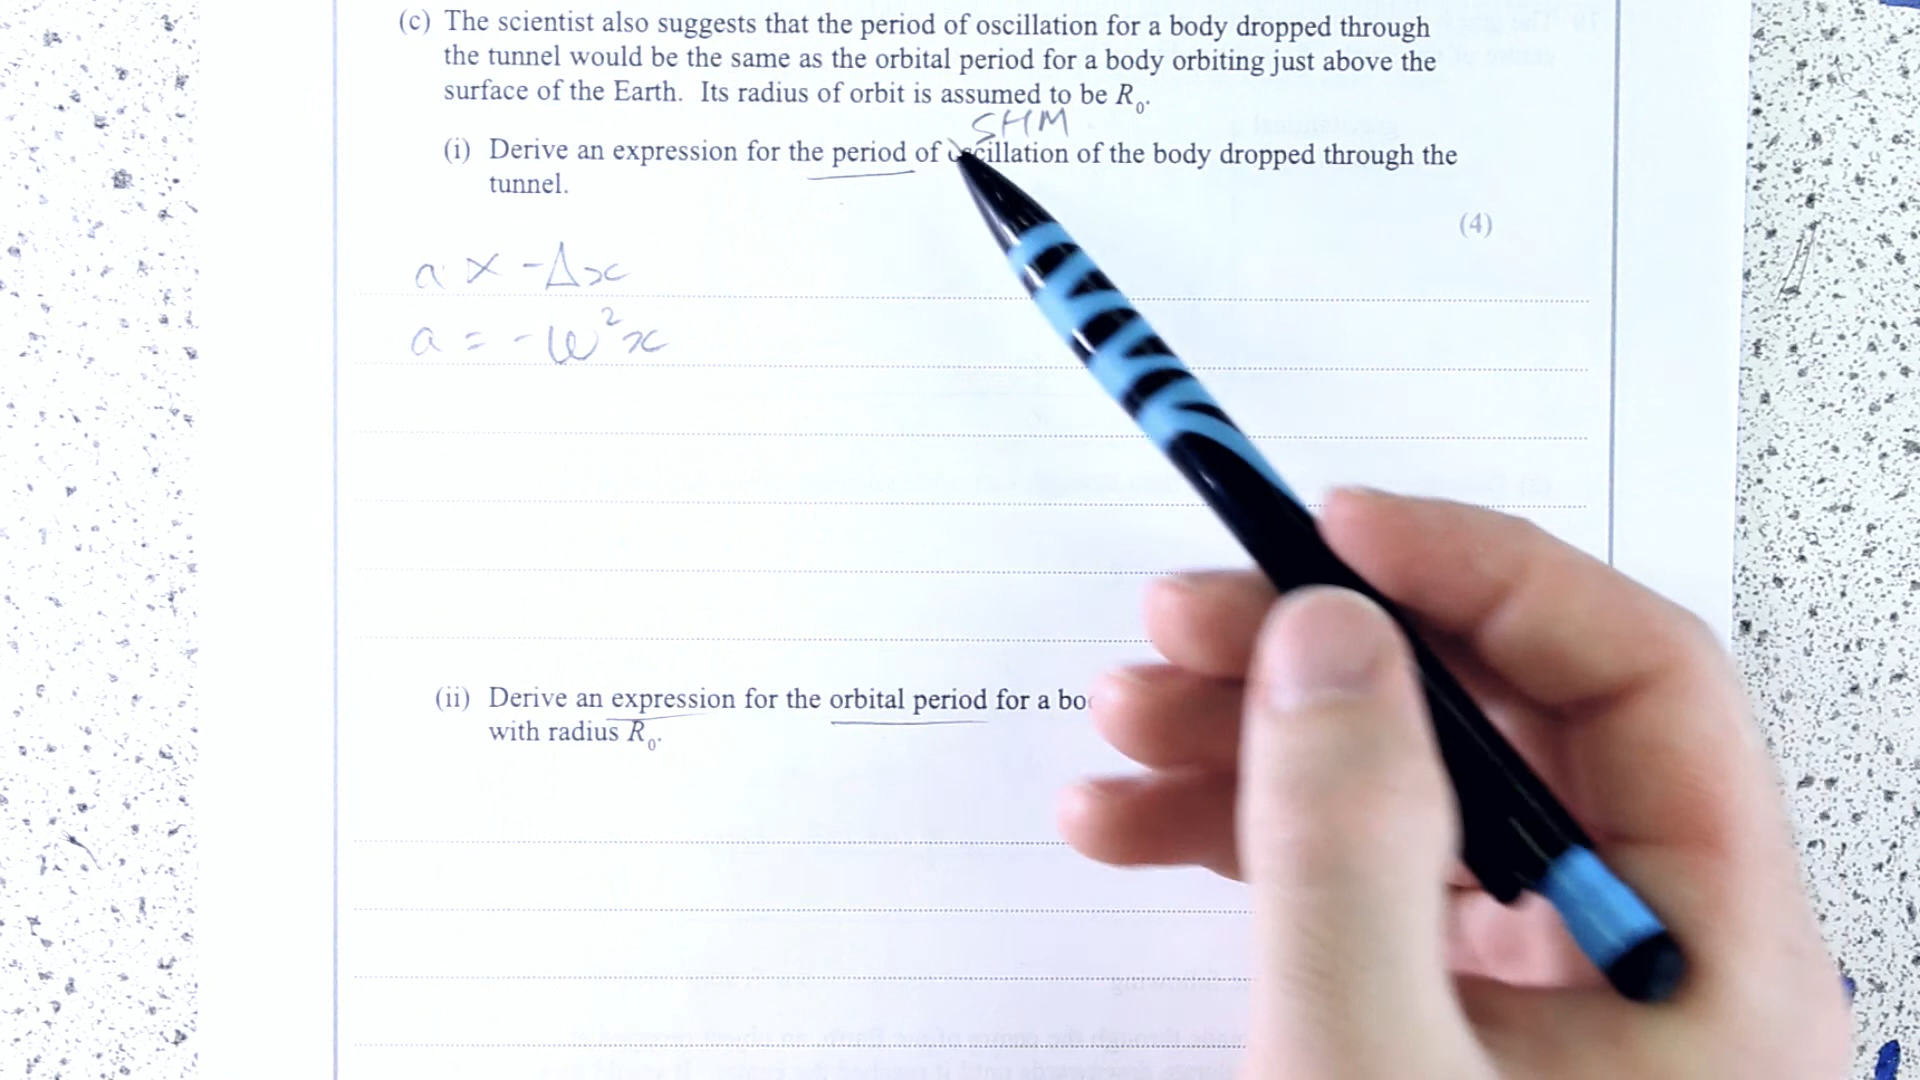 (c) The scientist also suggests that the period of oscillation for a body dropped through
the tunnel would be the same as the orbital period for a body orbiting just above the
surface of the Earth. Its radius of orbit is assumed to be R₀.
SHM
(i) Derive an expression for the period of oscillation of the body dropped through the
tunnel.
(4)
a ∝ -Δx
a = -ω²x
(ii) Derive an expression for the orbital period for a
with radius R₀.